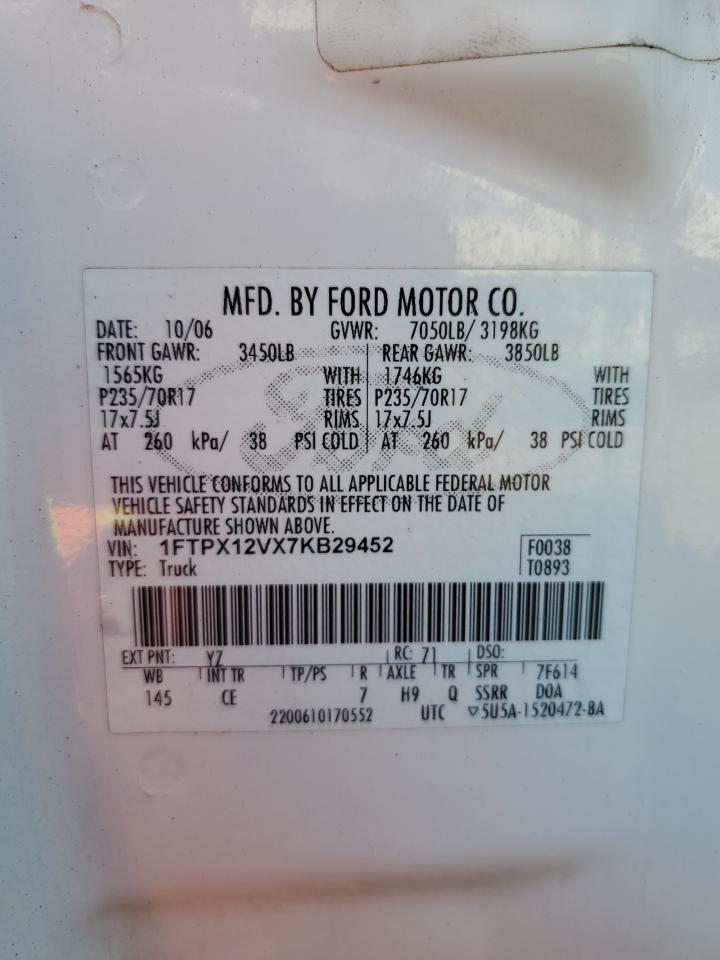 MFD. BY FORD MOTOR CO.
DATE: 10/06 GVWR: 7050LB/ 3198KG
FRONT GAWR: 3450LB REAR GAWR: 3850LB
1565KG WITH 1746KG WITH
P235/70R17 TIRES P235/70R17 TIRES
17x7.5J RIMS 17x7.5J RIMS
AT 260 kPa/ 38 PSI COLD AT 260 kPa/ 38 PSI COLD
Ford
THIS VEHICLE CONFORMS TO ALL APPLICABLE FEDERAL MOTOR
VEHICLE SAFETY STANDARDS IN EFFECT ON THE DATE OF
MANUFACTURE SHOWN ABOVE.
VIN: 1FTPX12VX7KB29452 F0038
TYPE: Truck T0893
EXT PNT: YZ RC: 71 DSO:
WB INT TR TP/PS R AXLE TR SPR 7F614
145 CE 7 H9 Q SSRR DOA
2200610170552 UTC ▽5U5A-1520472-BA